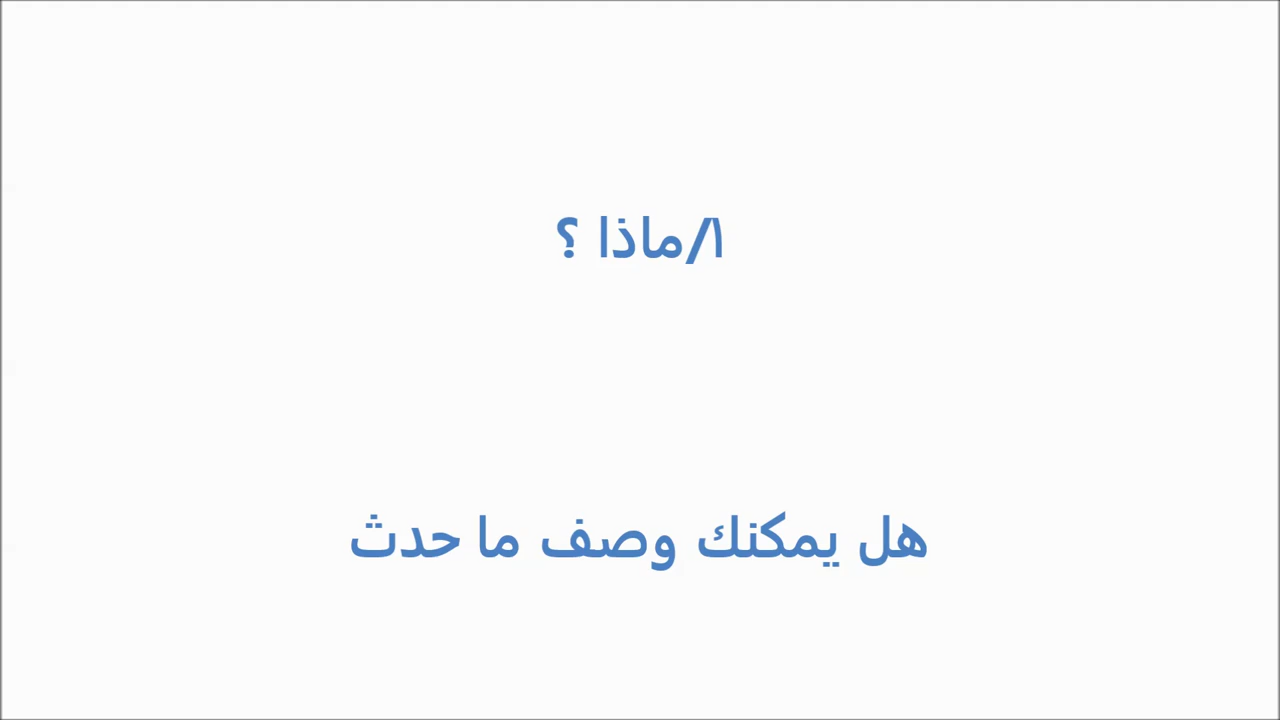 ١/ماذا ؟
هل يمكنك وصف ما حدث